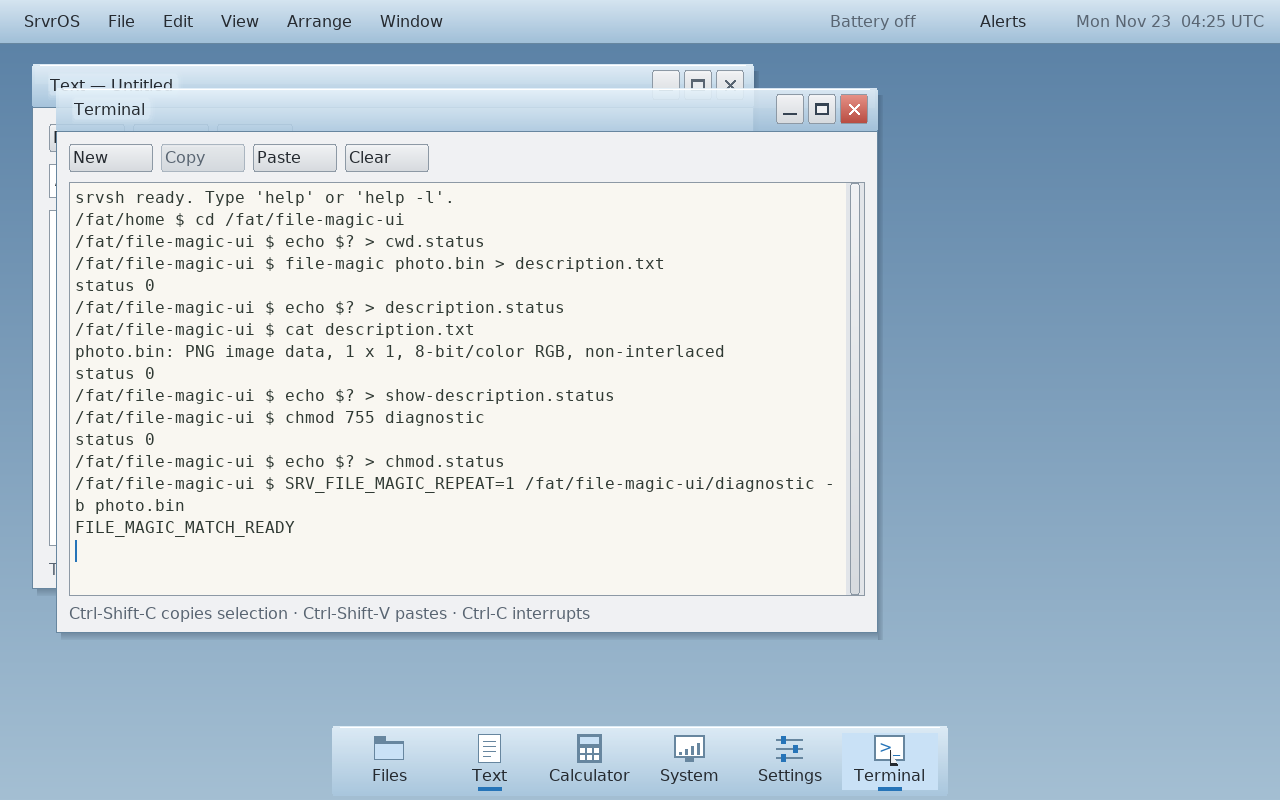 SrvrOS File Edit View Arrange Window Battery off Alerts Mon Nov 23 04:25 UTC
Text — Untitled
Terminal
New Copy Paste Clear
srvsh ready. Type 'help' or 'help -l'.
/fat/home $ cd /fat/file-magic-ui
/fat/file-magic-ui $ echo $? > cwd.status
/fat/file-magic-ui $ file-magic photo.bin > description.txt
status 0
/fat/file-magic-ui $ echo $? > description.status
/fat/file-magic-ui $ cat description.txt
photo.bin: PNG image data, 1 x 1, 8-bit/color RGB, non-interlaced
status 0
/fat/file-magic-ui $ echo $? > show-description.status
/fat/file-magic-ui $ chmod 755 diagnostic
status 0
/fat/file-magic-ui $ echo $? > chmod.status
/fat/file-magic-ui $ SRV_FILE_MAGIC_REPEAT=1 /fat/file-magic-ui/diagnostic -
b photo.bin
FILE_MAGIC_MATCH_READY
Ctrl-Shift-C copies selection · Ctrl-Shift-V pastes · Ctrl-C interrupts
Files Text Calculator System Settings Terminal